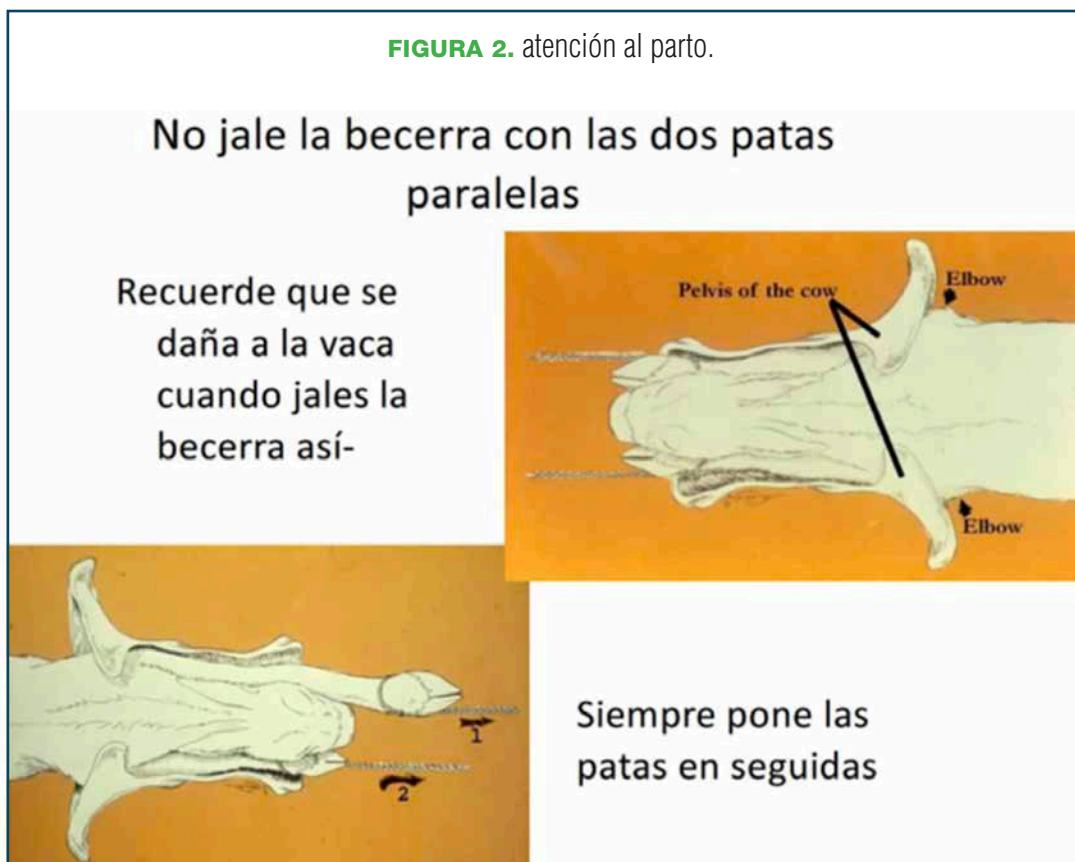 FIGURA 2. atención al parto.
No jale la becerra con las dos patas
paralelas
Recuerde que se
daña a la vaca
cuando jales la
becerra así-
Pelvis of the cow
Elbow
Elbow
1
2
Siempre pone las
patas en seguidas